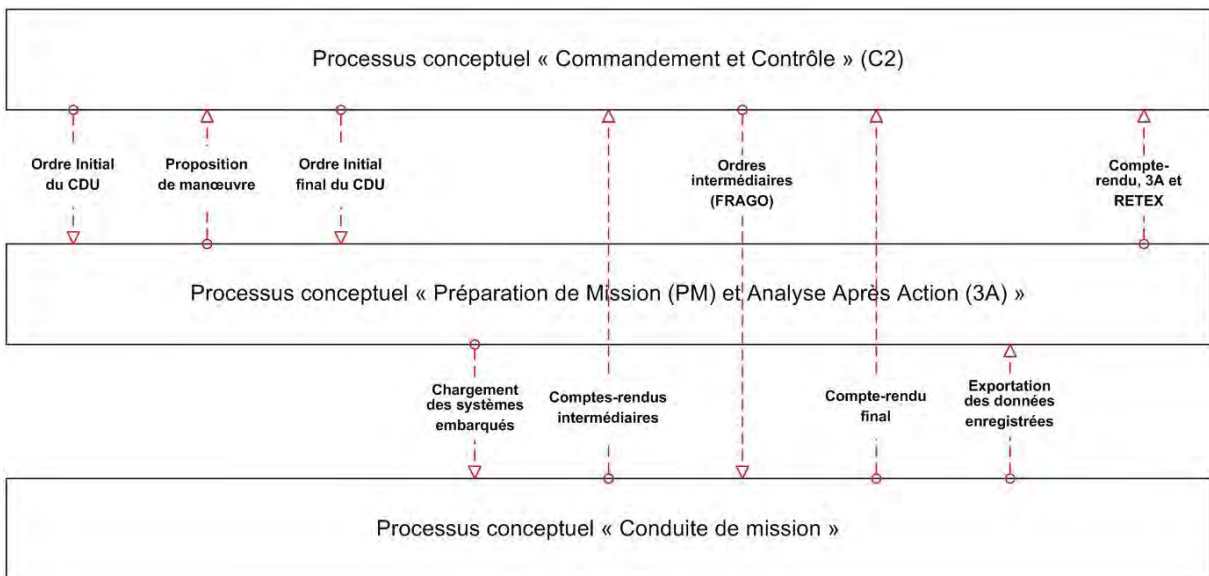 Processus conceptuel « Commandement et Contrôle » (C2)
Ordre Initial
du CDU
Proposition
de manœuvre
Ordre Initial
final du CDU
Ordres
intermédiaires
(FRAGO)
Compte-
rendu, 3A et
RETEX
Processus conceptuel « Préparation de Mission (PM) et Analyse Après Action (3A) »
Chargement
des systèmes
embarqués
Comptes-rendus
intermédiaires
Compte-rendu
final
Exportation
des données
enregistrées
Processus conceptuel « Conduite de mission »